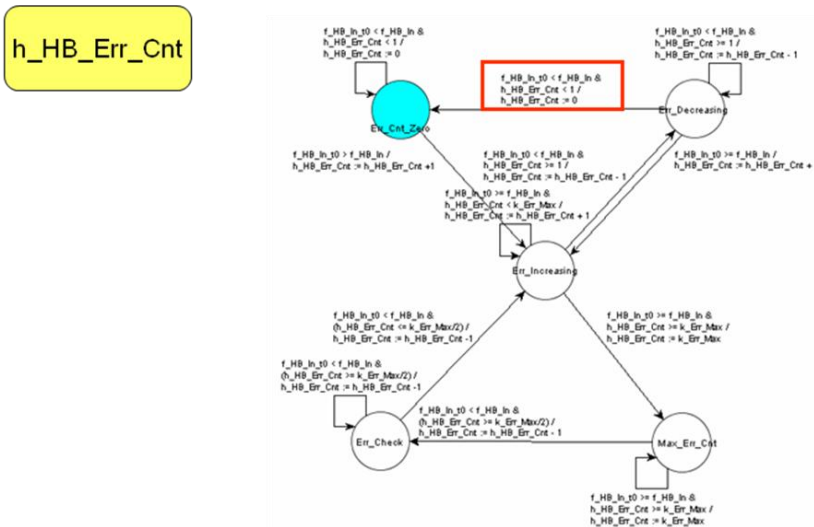 h_HB_Err_Cnt
f_HB_In_t0 < f_HB_In &
h_HB_Err_Cnt < 1 /
h_HB_Err_Cnt := 0
f_HB_In_t0 < f_HB_In &
h_HB_Err_Cnt < 1 /
h_HB_Err_Cnt := 0
f_HB_In_t0 < f_HB_In &
h_HB_Err_Cnt >= 1 /
h_HB_Err_Cnt := h_HB_Err_Cnt - 1
Err_Cnt_Zero
Err_Decreasing
f_HB_In_t0 > f_HB_In /
h_HB_Err_Cnt := h_HB_Err_Cnt +1
f_HB_In_t0 < f_HB_In &
h_HB_Err_Cnt >= 1 /
h_HB_Err_Cnt := h_HB_Err_Cnt - 1
f_HB_In_t0 >= f_HB_In /
h_HB_Err_Cnt := h_HB_Err_Cnt +
f_HB_In_t0 >= f_HB_In &
h_HB_Err_Cnt < k_Err_Max /
h_HB_Err_Cnt := h_HB_Err_Cnt + 1
Err_Increasing
f_HB_In_t0 < f_HB_In &
(h_HB_Err_Cnt <= k_Err_Max/2) /
h_HB_Err_Cnt := h_HB_Err_Cnt -1
f_HB_In_t0 >= f_HB_In &
h_HB_Err_Cnt >= k_Err_Max /
h_HB_Err_Cnt := k_Err_Max
f_HB_In_t0 < f_HB_In &
(h_HB_Err_Cnt >= k_Err_Max/2) /
h_HB_Err_Cnt := h_HB_Err_Cnt -1
f_HB_In_t0 < f_HB_In &
(h_HB_Err_Cnt >= k_Err_Max/2) /
h_HB_Err_Cnt := h_HB_Err_Cnt - 1
Err_Check
Max_Err_Cnt
f_HB_In_t0 >= f_HB_In &
h_HB_Err_Cnt >= k_Err_Max /
h_HB_Err_Cnt := k_Err_Max